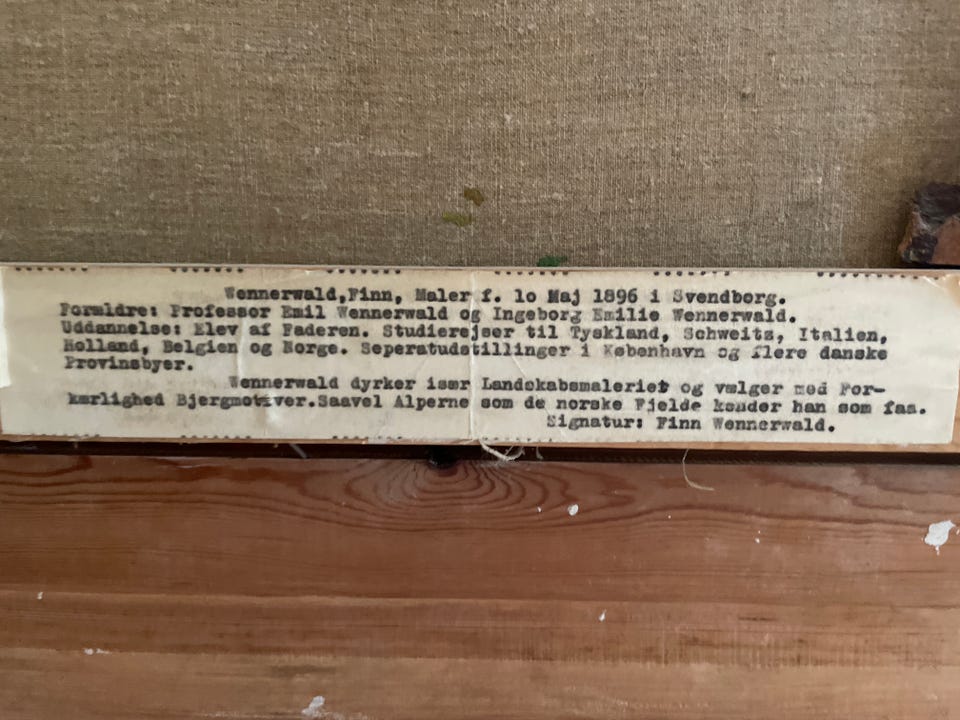 Wennerwald,Finn, Maler f. lo Maj 1896 i Svendborg.
Forældre: Professor Emil Wennerwald og Ingeborg Emilie Wennerwald.
Uddannelse: Elev af Faderen. Studierejser til Tyskland, Schweitz, Italien,
Holland, Belgien og Norge. Seperatudstillinger i København og flere danske
Provinsbyer.
Wennerwald dyrker især Landskabsmaleriet og vælger med For-
kærlighed Bjergmotiver.Saavel Alperne som de norske Fjelde kender han som faa.
Signatur: Finn Wennerwald.